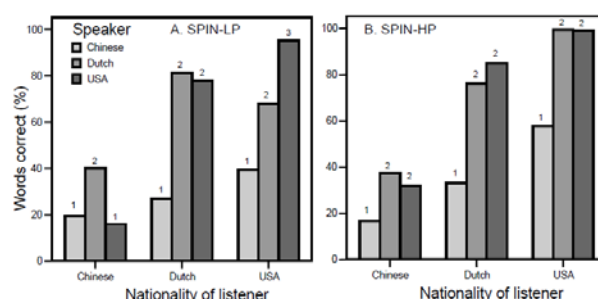 Speaker
Chinese
Dutch
USA
A. SPIN-LP
Words correct (%)
100
80
60
40
20
0
1 2 1
1 2 2
1 2 3
Chinese Dutch USA
Nationality of listener
B. SPIN-HP
100
80
60
40
20
0
1 2 2
1 2 2
1 2 2
Chinese Dutch USA
Nationality of listener